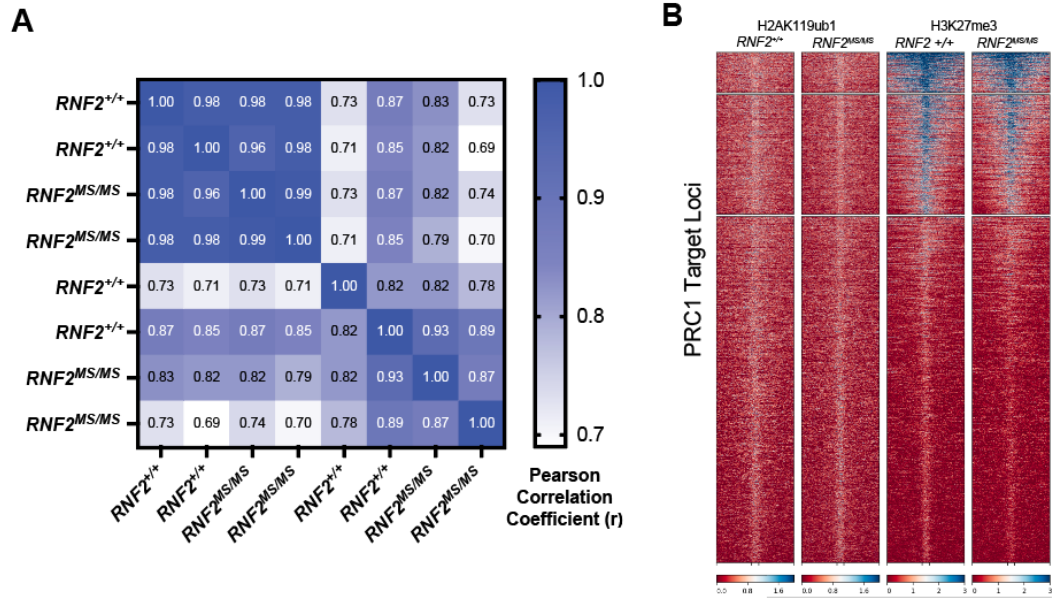 A
RNF2+/+ 1.00 0.98 0.98 0.98 0.73 0.87 0.83 0.73
RNF2+/+ 0.98 1.00 0.96 0.98 0.71 0.85 0.82 0.69
RNF2MS/MS 0.98 0.96 1.00 0.99 0.73 0.87 0.82 0.74
RNF2MS/MS 0.98 0.98 0.99 1.00 0.71 0.85 0.79 0.70
RNF2+/+ 0.73 0.71 0.73 0.71 1.00 0.82 0.82 0.78
RNF2+/+ 0.87 0.85 0.87 0.85 0.82 1.00 0.93 0.89
RNF2MS/MS 0.83 0.82 0.82 0.79 0.82 0.93 1.00 0.87
RNF2MS/MS 0.73 0.69 0.74 0.70 0.78 0.89 0.87 1.00
RNF2+/+ RNF2+/+ RNF2MS/MS RNF2MS/MS RNF2+/+ RNF2+/+ RNF2MS/MS RNF2MS/MS
1.0
0.9
0.8
0.7
Pearson
Correlation
Coefficient (r)
B
H2AK119ub1 H3K27me3
RNF2+/+ RNF2MS/MS RNF2 +/+ RNF2MS/MS
PRC1 Target Loci
0.0 0.8 1.6 0.0 0.8 1.6 0 1 2 3 0 1 2 3